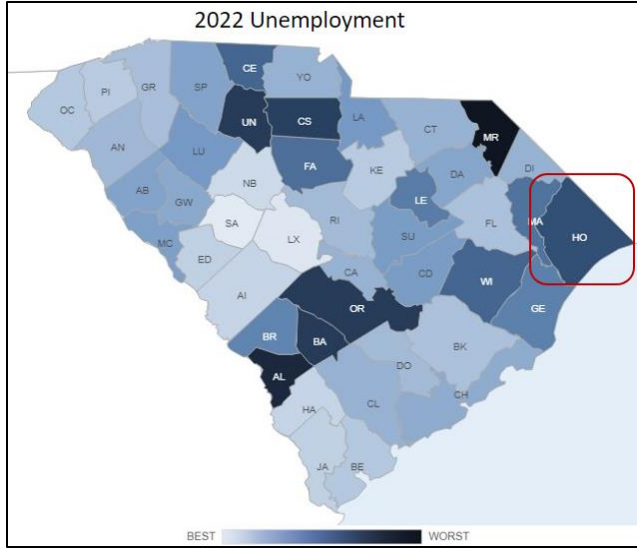 2022 Unemployment
CE
YO
OC
PI
GR
SP
UN
CS
LA
CT
MR
AN
LU
FA
KE
DA
DI
AB
GW
NB
LE
MC
SA
LX
RI
SU
FL
MA
HO
ED
CA
CD
WI
AI
OR
GE
BR
BA
BK
AL
DO
HA
CL
CH
JA
BE
BEST WORST